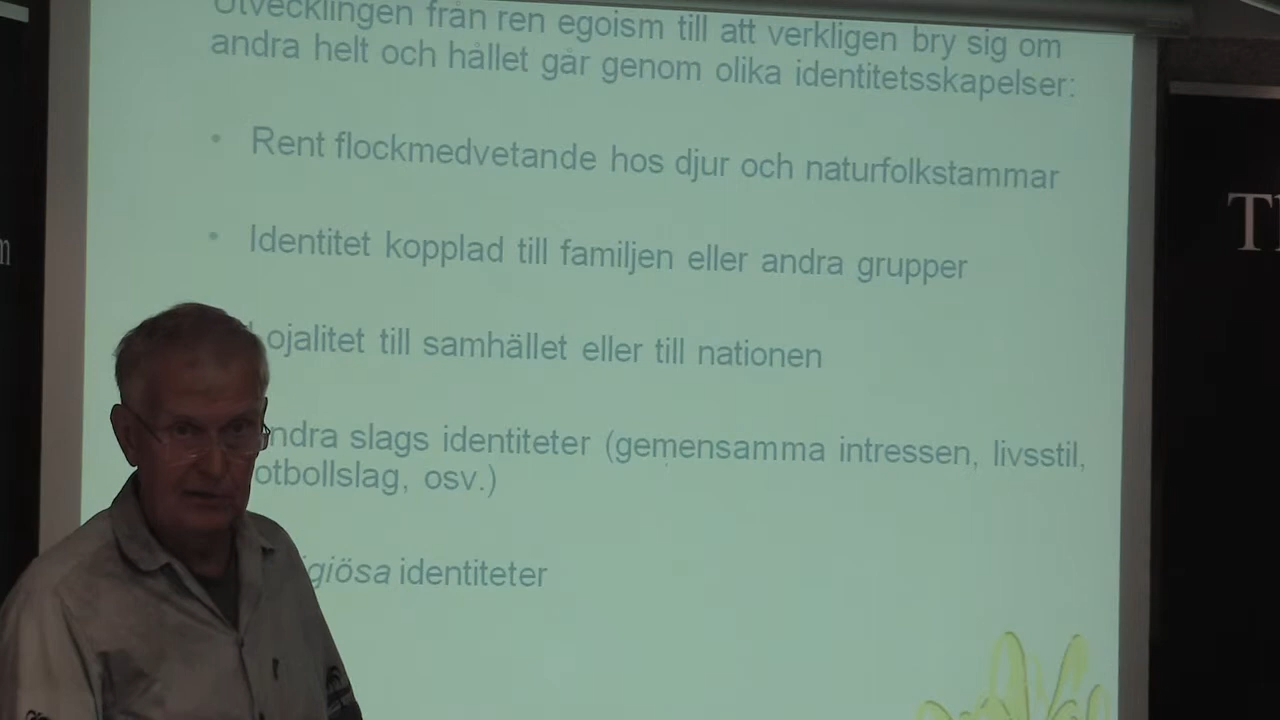 Utvecklingen från ren egoism till att verkligen bry sig om
andra helt och hållet går genom olika identitetsskapelser:
• Rent flockmedvetande hos djur och naturfolkstammar
• Identitet kopplad till familjen eller andra grupper
Lojalitet till samhället eller till nationen
ndra slags identiteter (gemensamma intressen, livsstil,
otbollslag, osv.)
giösa identiteter
m
T